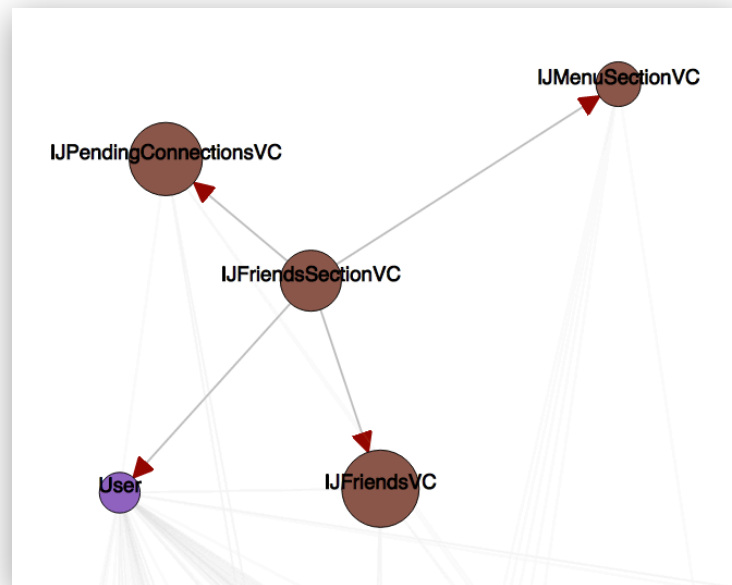 IJMenuSectionVC
IJPendingConnectionsVC
IJFriendsSectionVC
User
IJFriendsVC